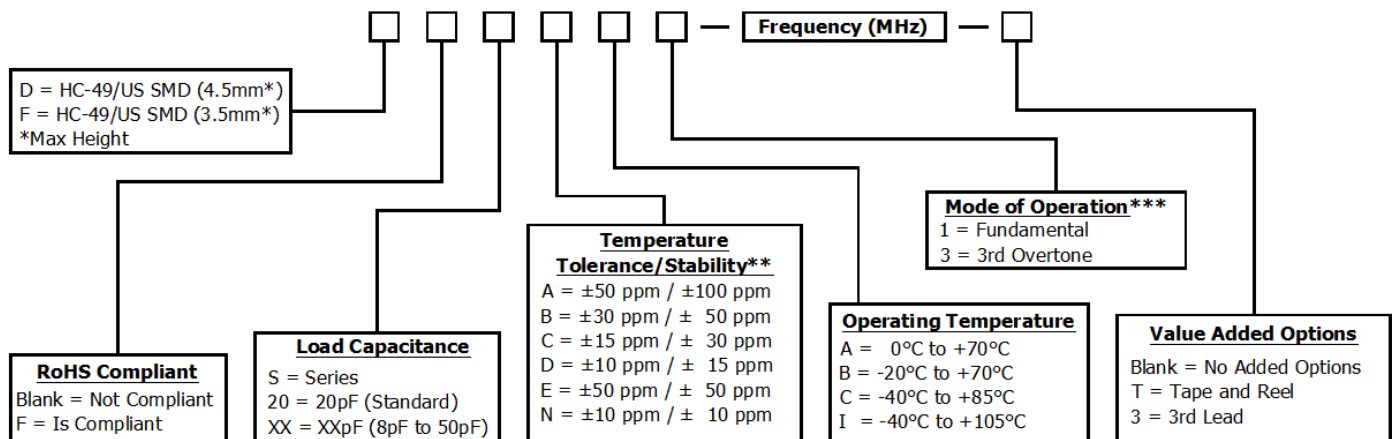 Frequency (MHz)
D = HC-49/US SMD (4.5mm*)
F = HC-49/US SMD (3.5mm*)
*Max Height
RoHS Compliant
Blank = Not Compliant
F = Is Compliant
Load Capacitance
S = Series
20 = 20pF (Standard)
XX = XXpF (8pF to 50pF)
Temperature
Tolerance/Stability**
A = ±50 ppm / ±100 ppm
B = ±30 ppm / ± 50 ppm
C = ±15 ppm / ± 30 ppm
D = ±10 ppm / ± 15 ppm
E = ±50 ppm / ± 50 ppm
N = ±10 ppm / ± 10 ppm
Operating Temperature
A = 0°C to +70°C
B = -20°C to +70°C
C = -40°C to +85°C
I = -40°C to +105°C
Mode of Operation***
1 = Fundamental
3 = 3rd Overtone
Value Added Options
Blank = No Added Options
T = Tape and Reel
3 = 3rd Lead